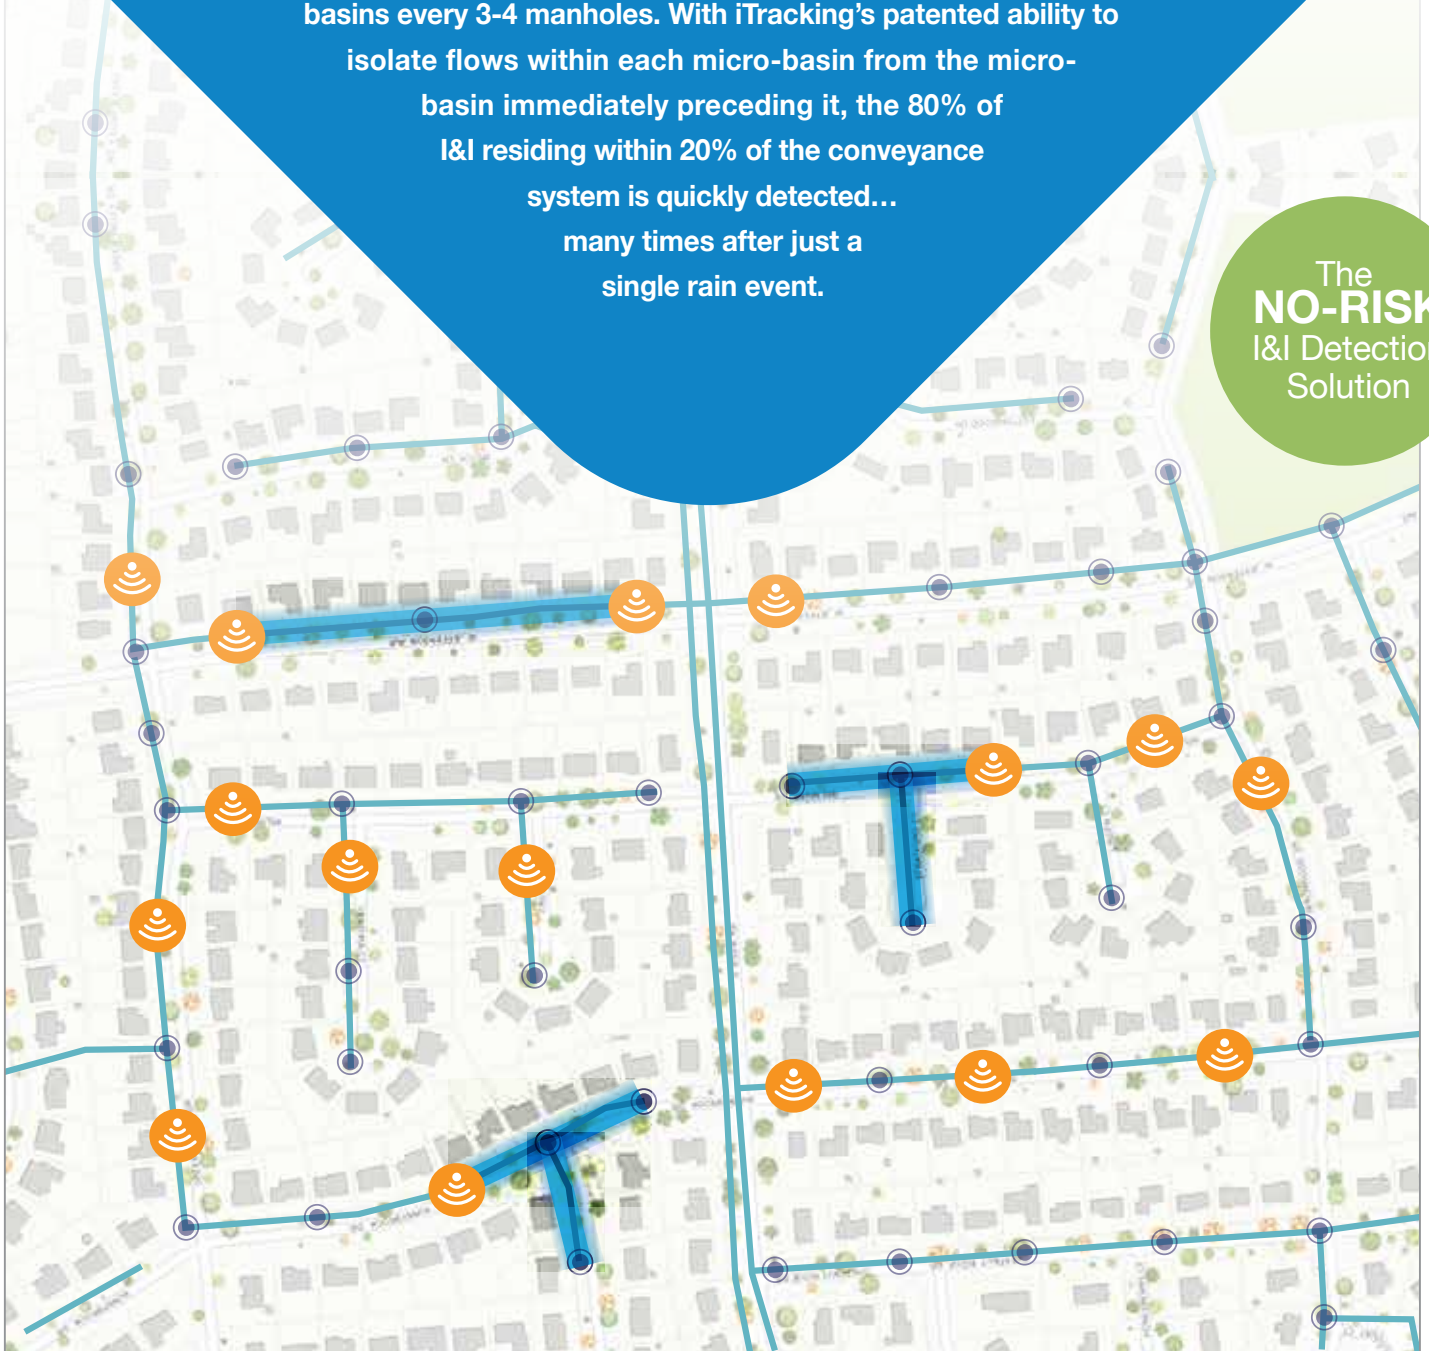 basins every 3-4 manholes. With iTracking’s patented ability to
isolate flows within each micro-basin from the micro-
basin immediately preceding it, the 80% of
I&I residing within 20% of the conveyance
system is quickly detected…
many times after just a
single rain event.
The
NO-RISK
I&I Detection
Solution